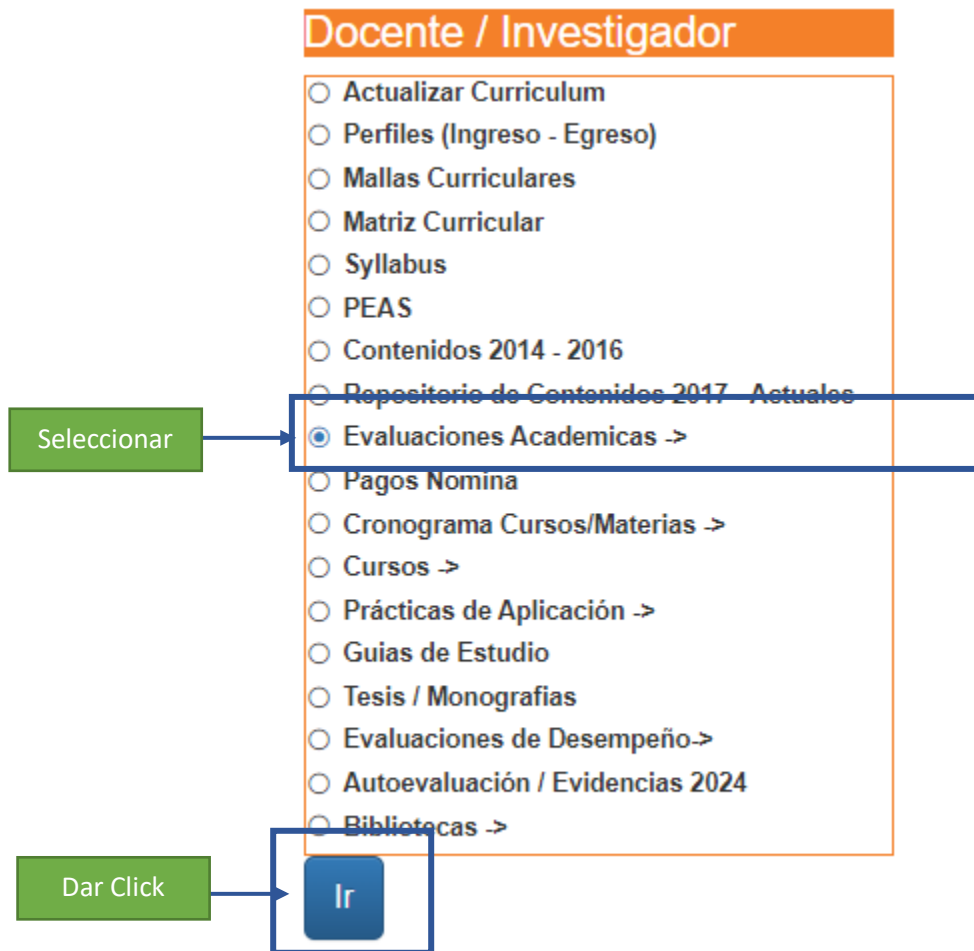 Docente / Investigador
Actualizar Curriculum
Perfiles (Ingreso - Egreso)
Mallas Curriculares
Matriz Curricular
Syllabus
PEAS
Contenidos 2014 - 2016
Repositorio de Contenidos 2017 - Actuales
Seleccionar
Evaluaciones Academicas ->
Pagos Nomina
Cronograma Cursos/Materias ->
Cursos ->
Prácticas de Aplicación ->
Guias de Estudio
Tesis / Monografias
Evaluaciones de Desempeño->
Autoevaluación / Evidencias 2024
Bibliotecas ->
Dar Click
Ir